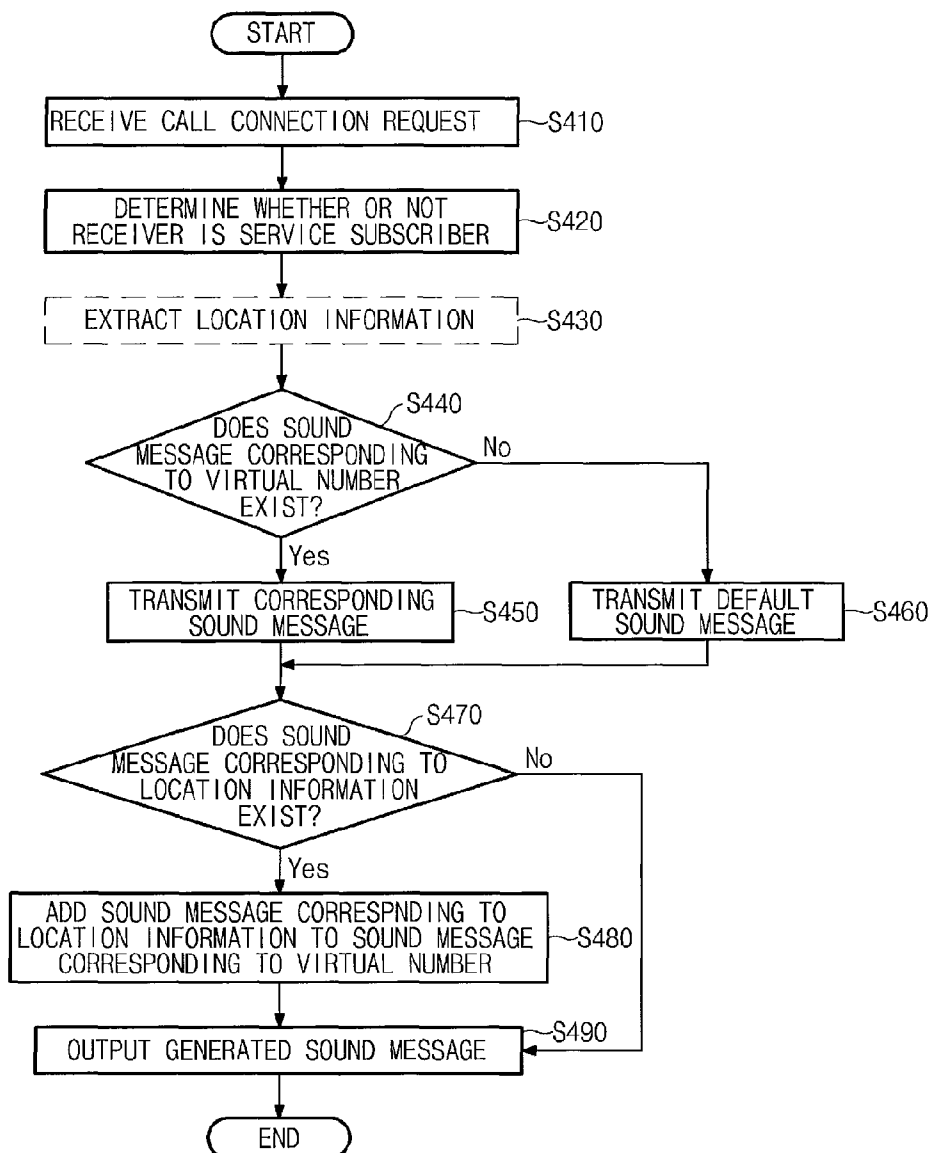 START
RECEIVE CALL CONNECTION REQUEST
S410
DETERMINE WHETHER OR NOT
RECEIVER IS SERVICE SUBSCRIBER
S420
EXTRACT LOCATION INFORMATION
S430
S440
DOES SOUND
MESSAGE CORRESPONDING
TO VIRTUAL NUMBER
EXIST?
No
Yes
TRANSMIT CORRESPONDING
SOUND MESSAGE
S450
TRANSMIT DEFAULT
SOUND MESSAGE
S460
S470
DOES SOUND
MESSAGE CORRESPONDING TO
LOCATION INFORMATION
EXIST?
No
Yes
ADD SOUND MESSAGE CORRESPNDING TO
LOCATION INFORMATION TO SOUND MESSAGE
CORRESPONDING TO VIRTUAL NUMBER
S480
S490
OUTPUT GENERATED SOUND MESSAGE
END